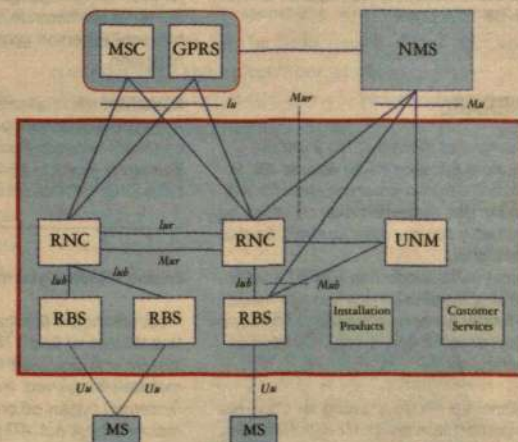 MSC
GPRS
NMS
Iu
Mur
Mu
RNC
Iur
Mur
RNC
UNM
Iub
Iub
Iub
Mub
RBS
RBS
RBS
Installation
Products
Customer
Services
Uu
Uu
Uu
MS
MS